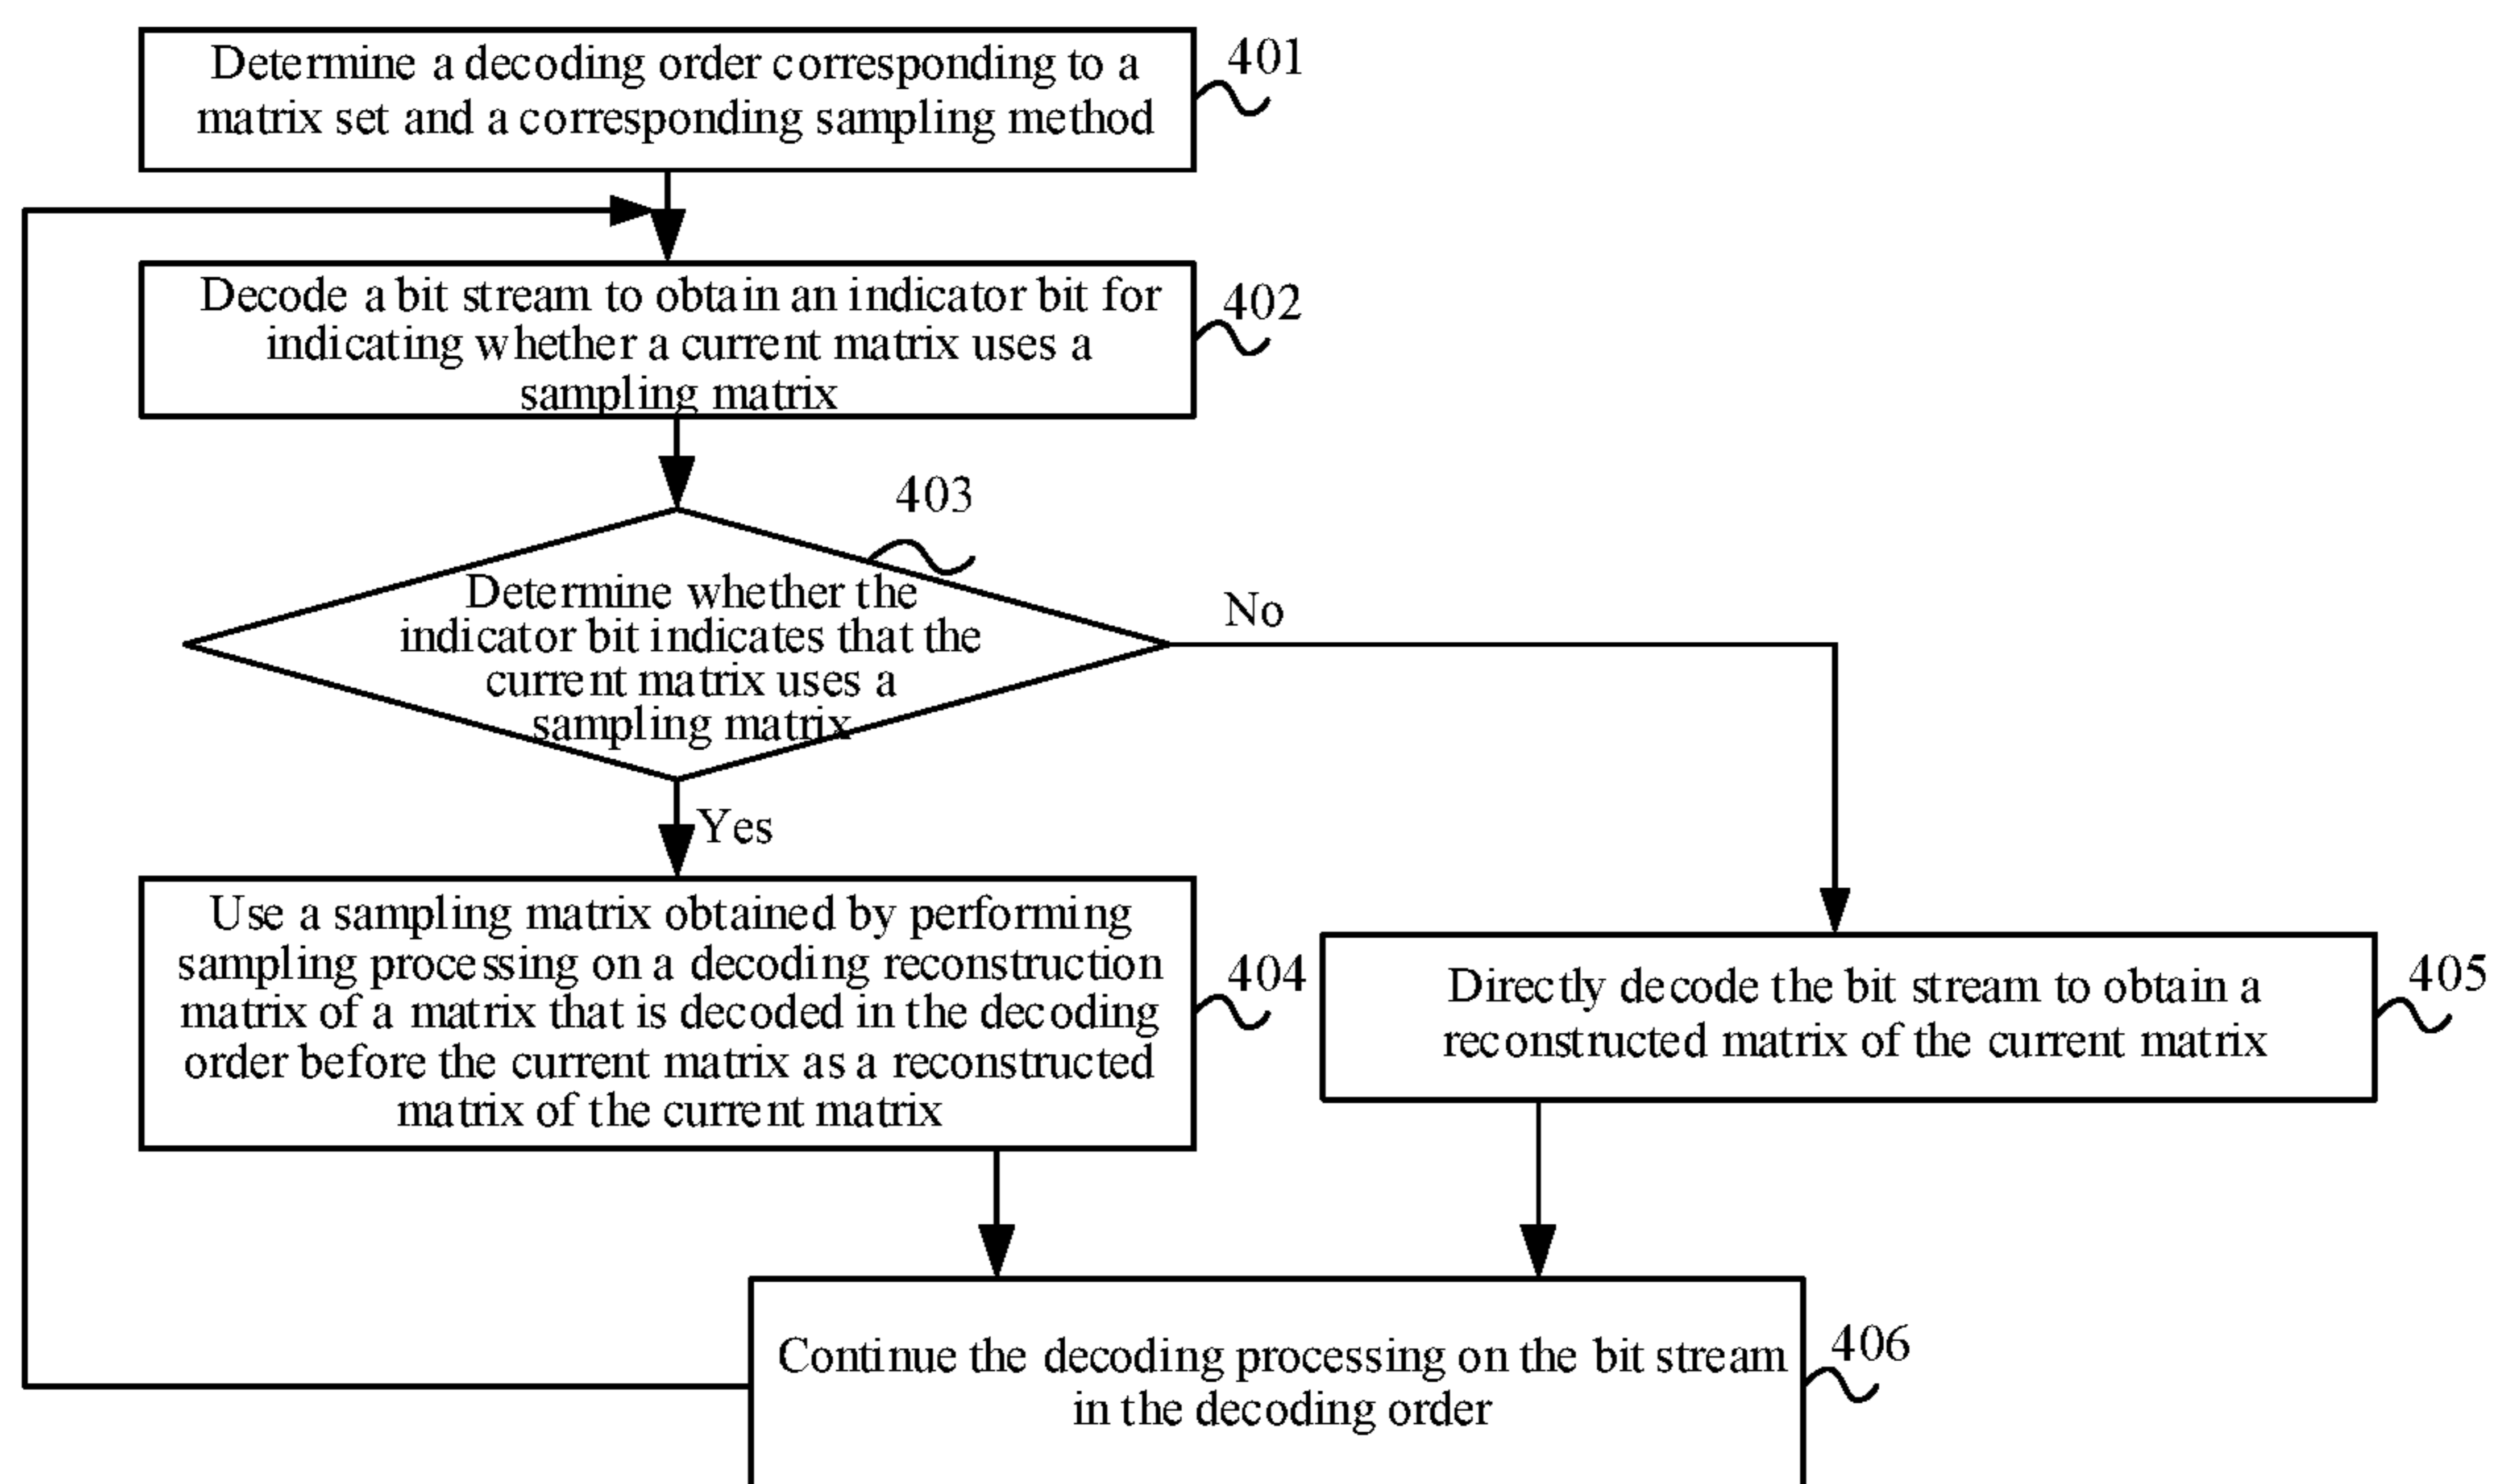 Determine a decoding order corresponding to a
matrix set and a corresponding sampling method
401
Decode a bit stream to obtain an indicator bit for
indicating whether a current matrix uses a
sampling matrix
402
403
Determine whether the
indicator bit indicates that the
current matrix uses a
sampling matrix
No
Yes
Use a sampling matrix obtained by performing
sampling processing on a decoding reconstruction
matrix of a matrix that is decoded in the decoding
order before the current matrix as a reconstructed
matrix of the current matrix
404
Directly decode the bit stream to obtain a
reconstructed matrix of the current matrix
405
Continue the decoding processing on the bit stream
in the decoding order
406